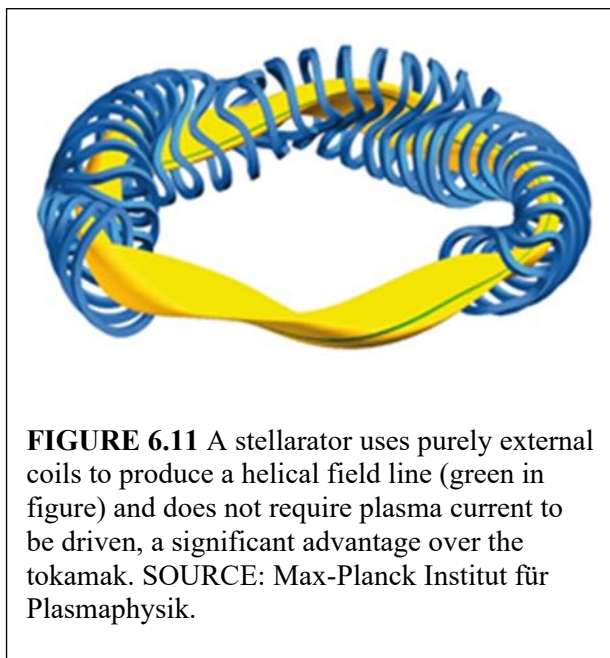 FIGURE 6.11 A stellarator uses purely external
coils to produce a helical field line (green in
figure) and does not require plasma current to
be driven, a significant advantage over the
tokamak. SOURCE: Max-Planck Institut für
Plasmaphysik.